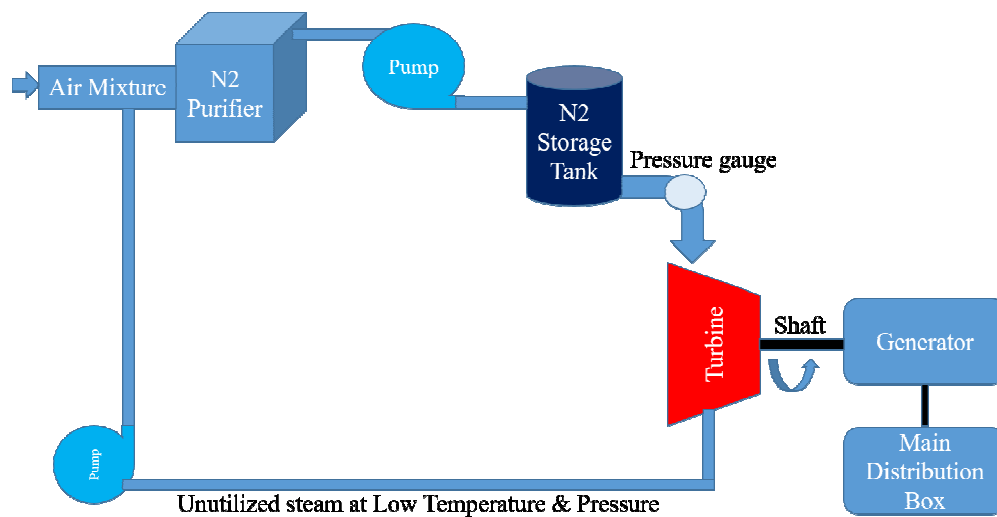 Air Mixture
N2
Purifier
Pump
N2
Storage
Tank
Pressure gauge
Turbine
Shaft
Generator
Main
Distribution
Box
Pump
Unutilized steam at Low Temperature & Pressure